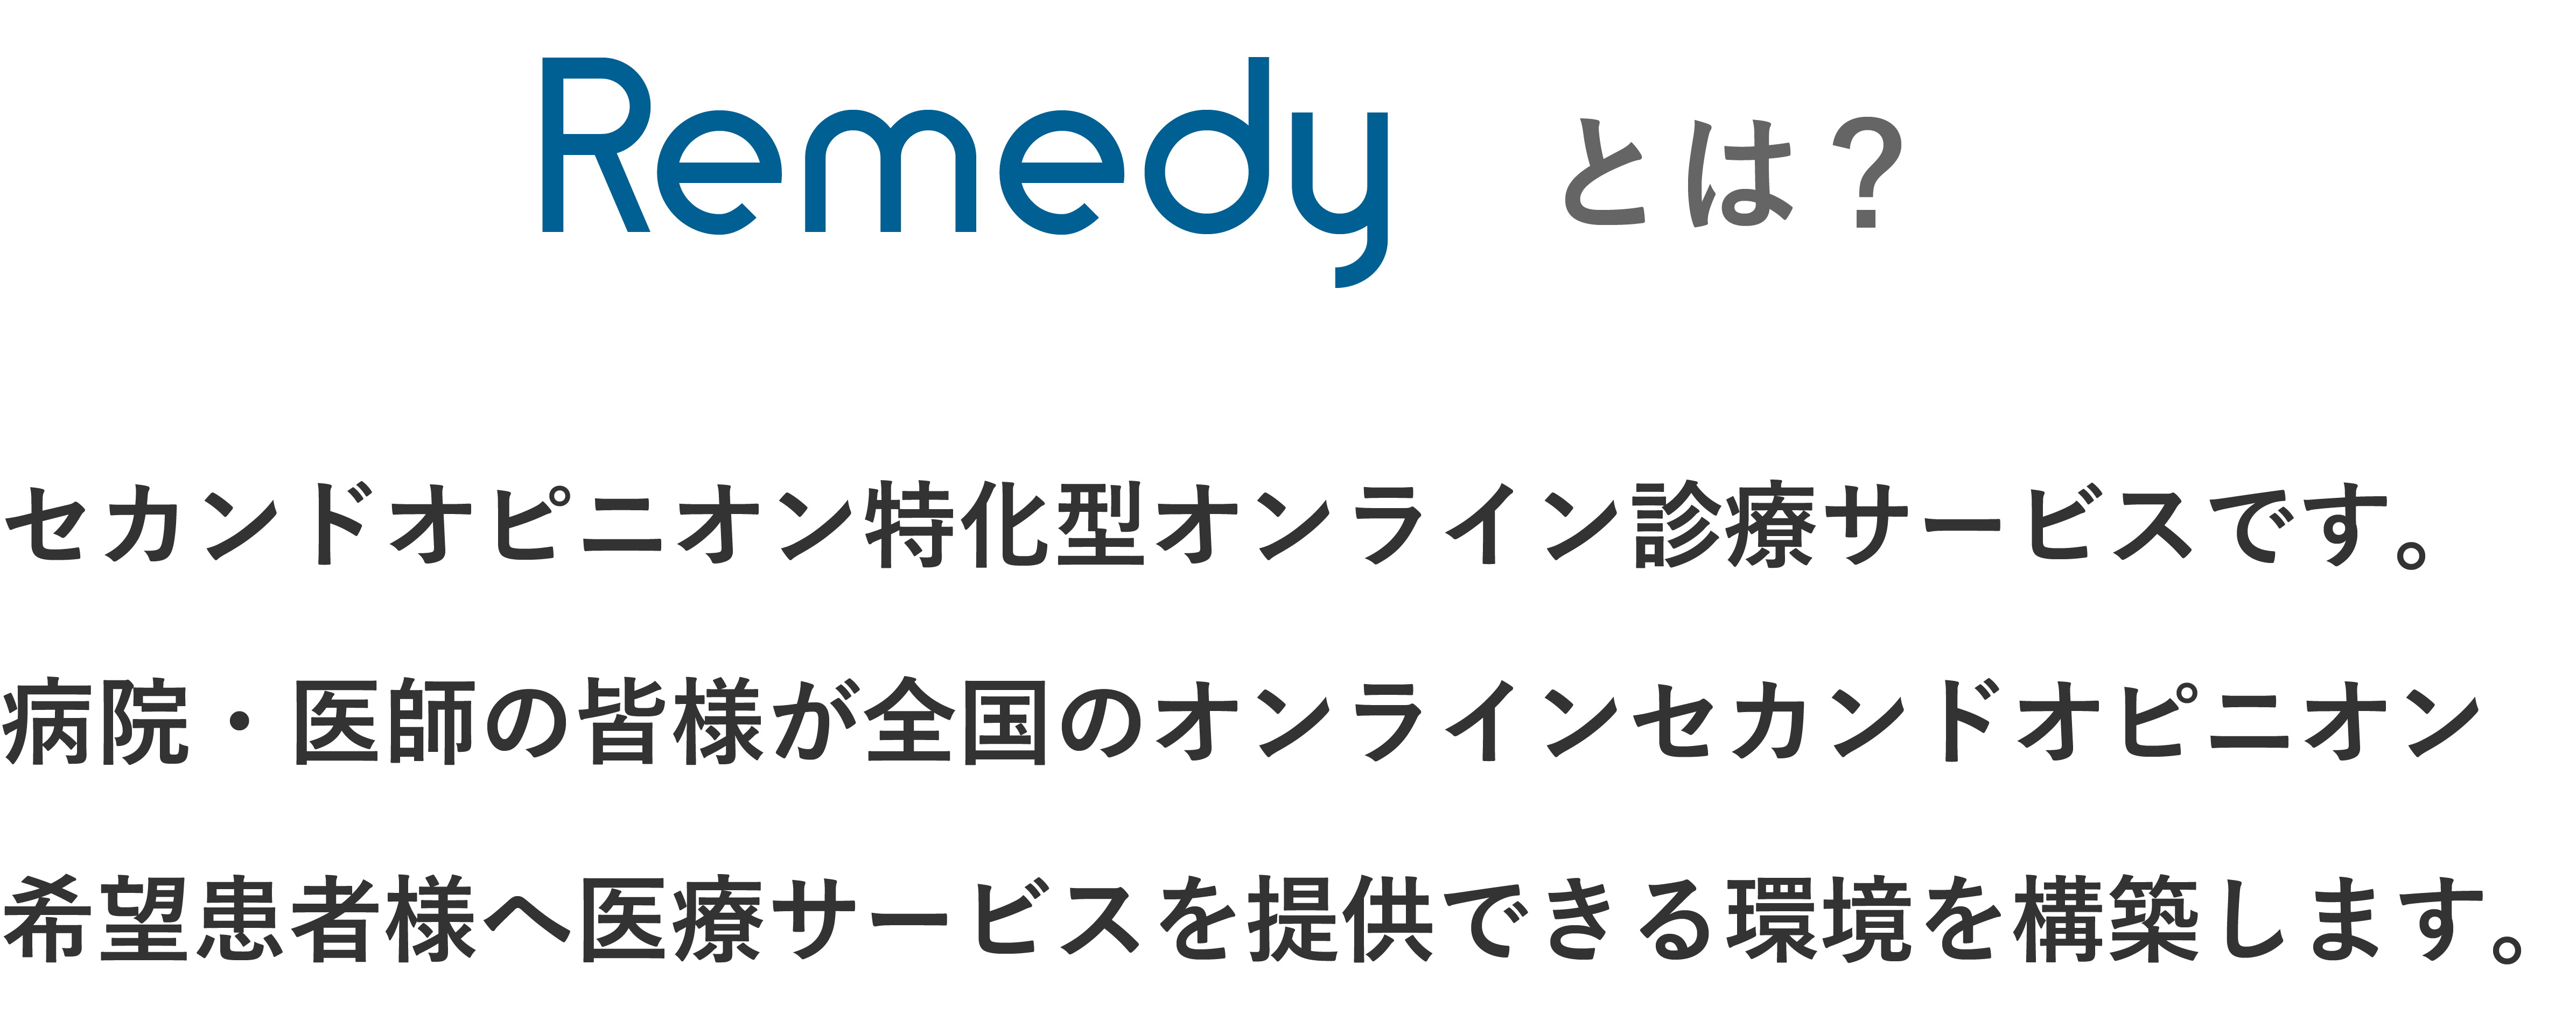 Remedy とは？
セカンドオピニオン特化型オンライン診療サービスです。
病院・医師の皆様が全国のオンラインセカンドオピニオン
希望患者様へ医療サービスを提供できる環境を構築します。